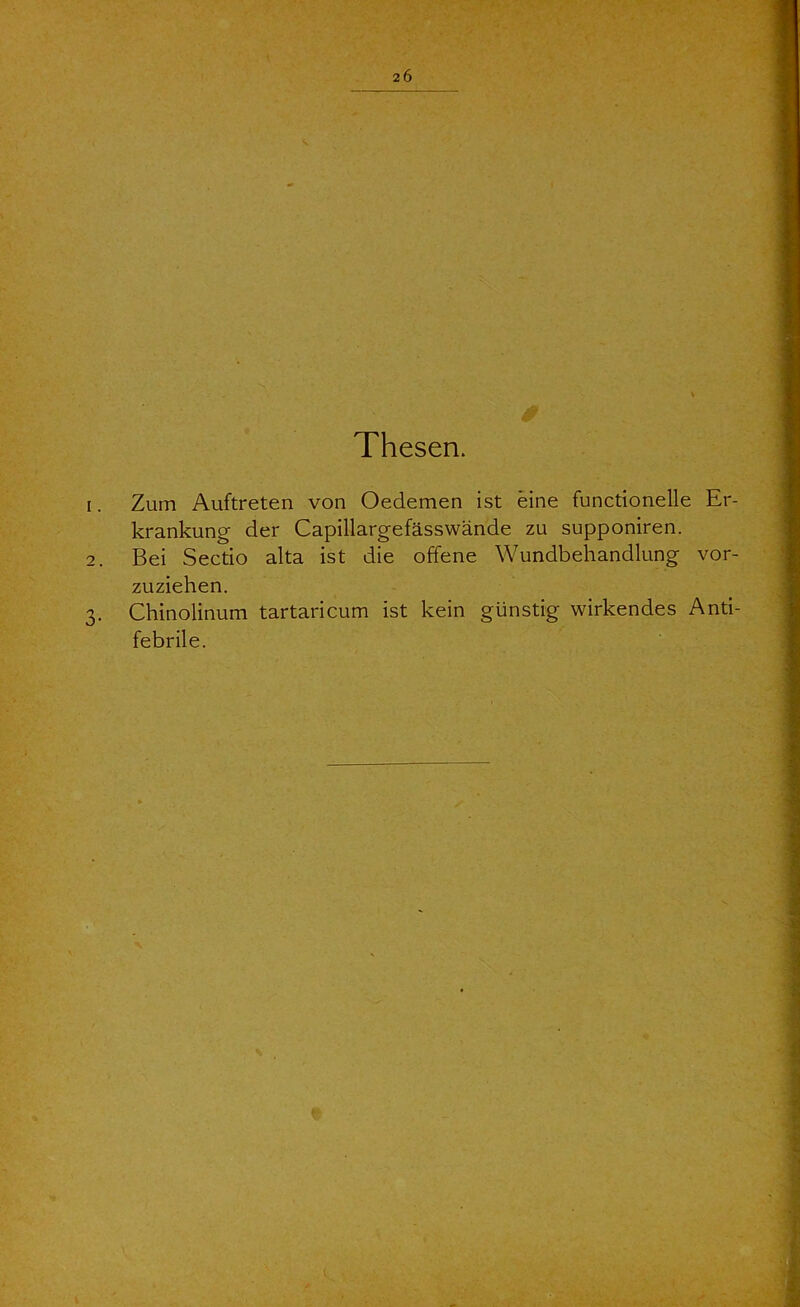 26
Thesen.
1. Zum Auftreten von Oedemen ist eine functionelle Er-
krankung der Capillargefässwände zu supponiren.
2. Bei Sectio alta ist die offene Wundbehandlung vor-
zuziehen.
3. Chinolinum tartaricum ist kein günstig wirkendes Anti-
febrile.